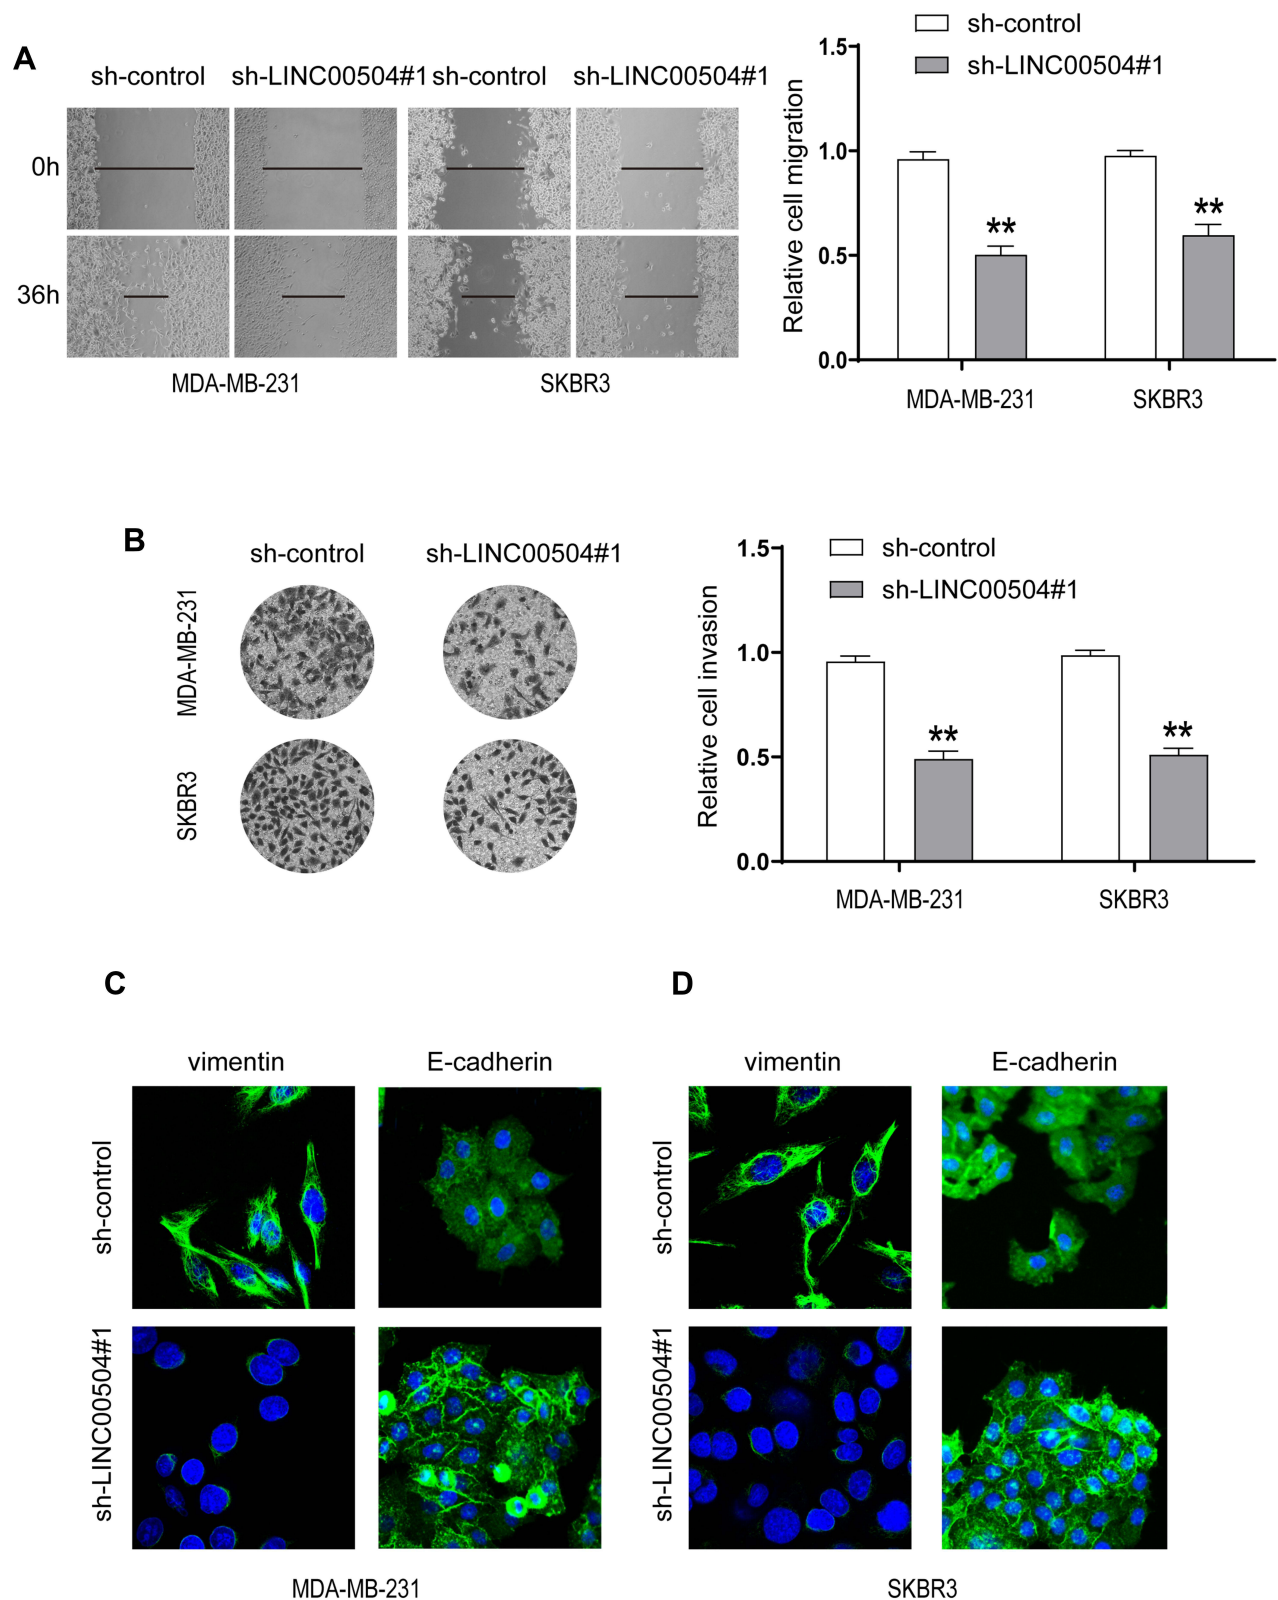 A
sh-control sh-LINC00504#1 sh-control sh-LINC00504#1
0h
36h
MDA-MB-231 SKBR3
sh-control
sh-LINC00504#1
Relative cell migration
1.5
1.0
0.5
0.0
** **
MDA-MB-231 SKBR3
B
sh-control sh-LINC00504#1
MDA-MB-231
SKBR3
sh-control
sh-LINC00504#1
Relative cell invasion
1.5
1.0
0.5
0.0
** **
MDA-MB-231 SKBR3
C
vimentin E-cadherin
sh-control
sh-LINC00504#1
MDA-MB-231
D
vimentin E-cadherin
sh-control
sh-LINC00504#1
SKBR3